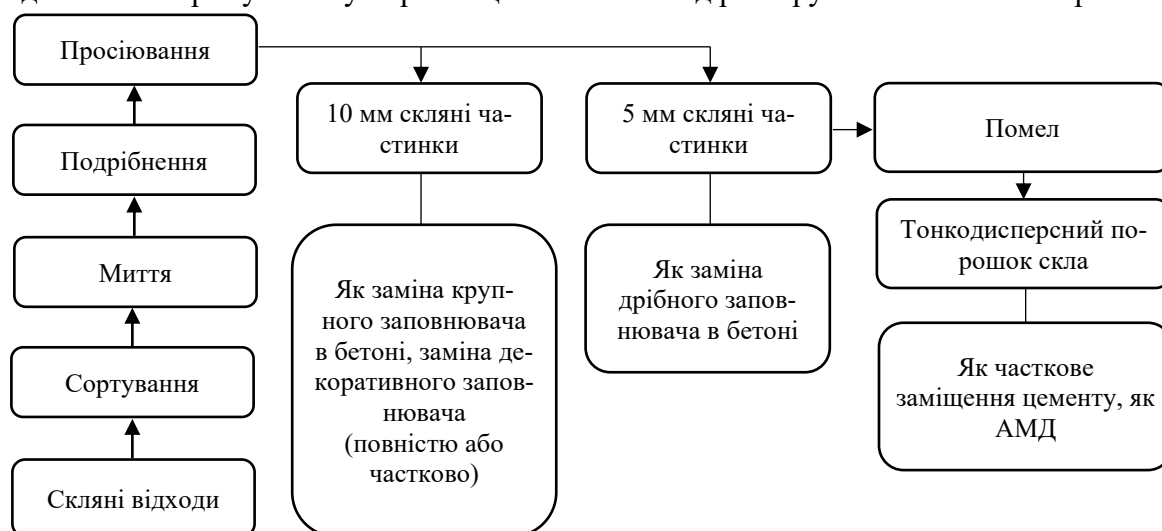 Просіювання
10 мм скляні ча-
стинки
5 мм скляні ча-
стинки
Помел
Подрібнення
Тонкодисперсний по-
рошок скла
Миття
Як заміна круп-
ного заповнювача
в бетоні, заміна де-
коративного запов-
нювача
(повністю або
частково)
Як заміна
дрібного запов-
нювача в бетоні
Як часткове
заміщення цементу, як
АМД
Сортування
Скляні відходи